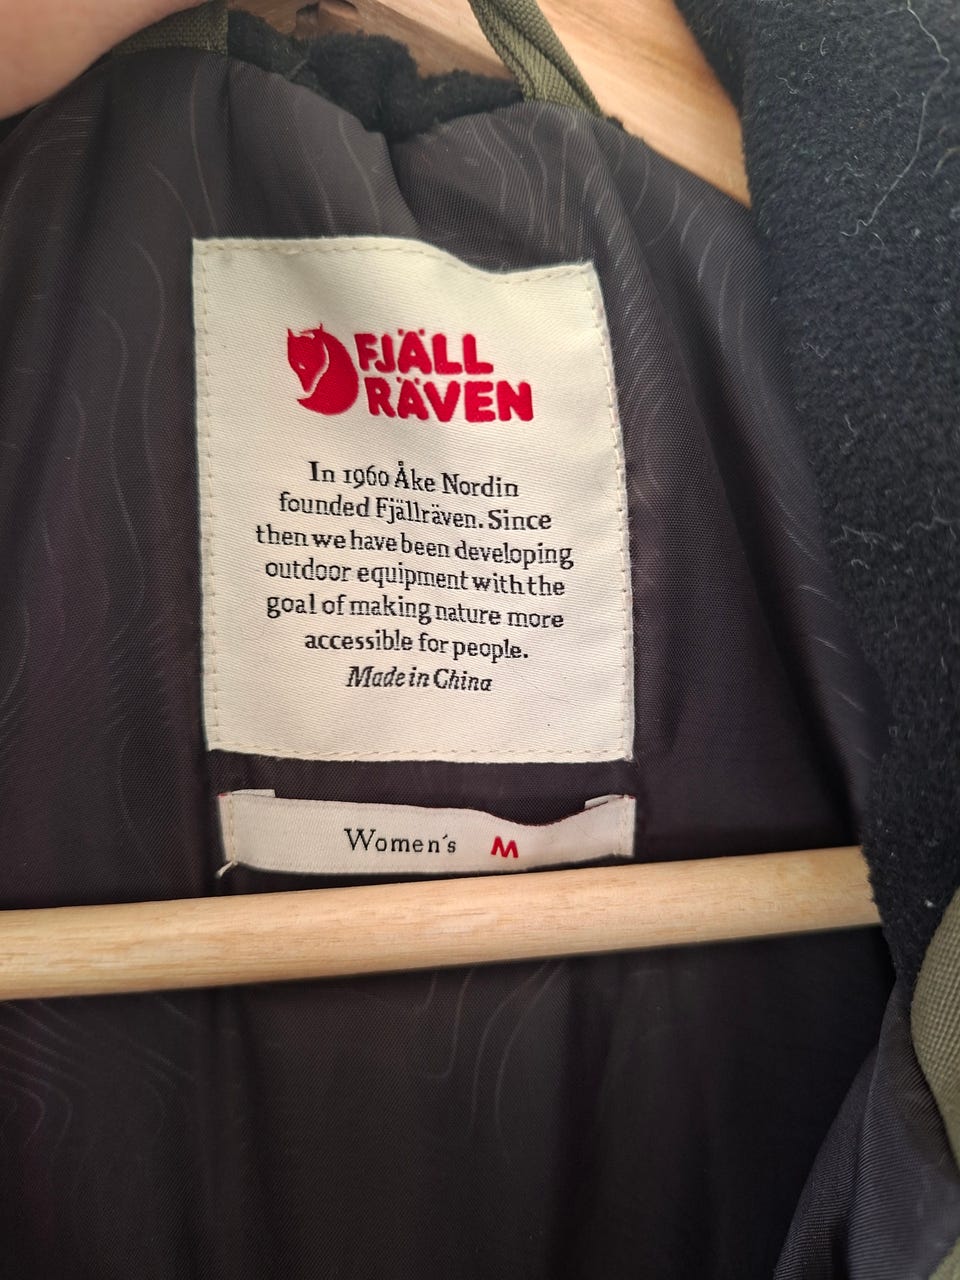 FJÄLL
RÄVEN
In 1960 Åke Nordin
founded Fjällräven. Since
then we have been developing
outdoor equipment with the
goal of making nature more
accessible for people.
Made in China
Women´s M